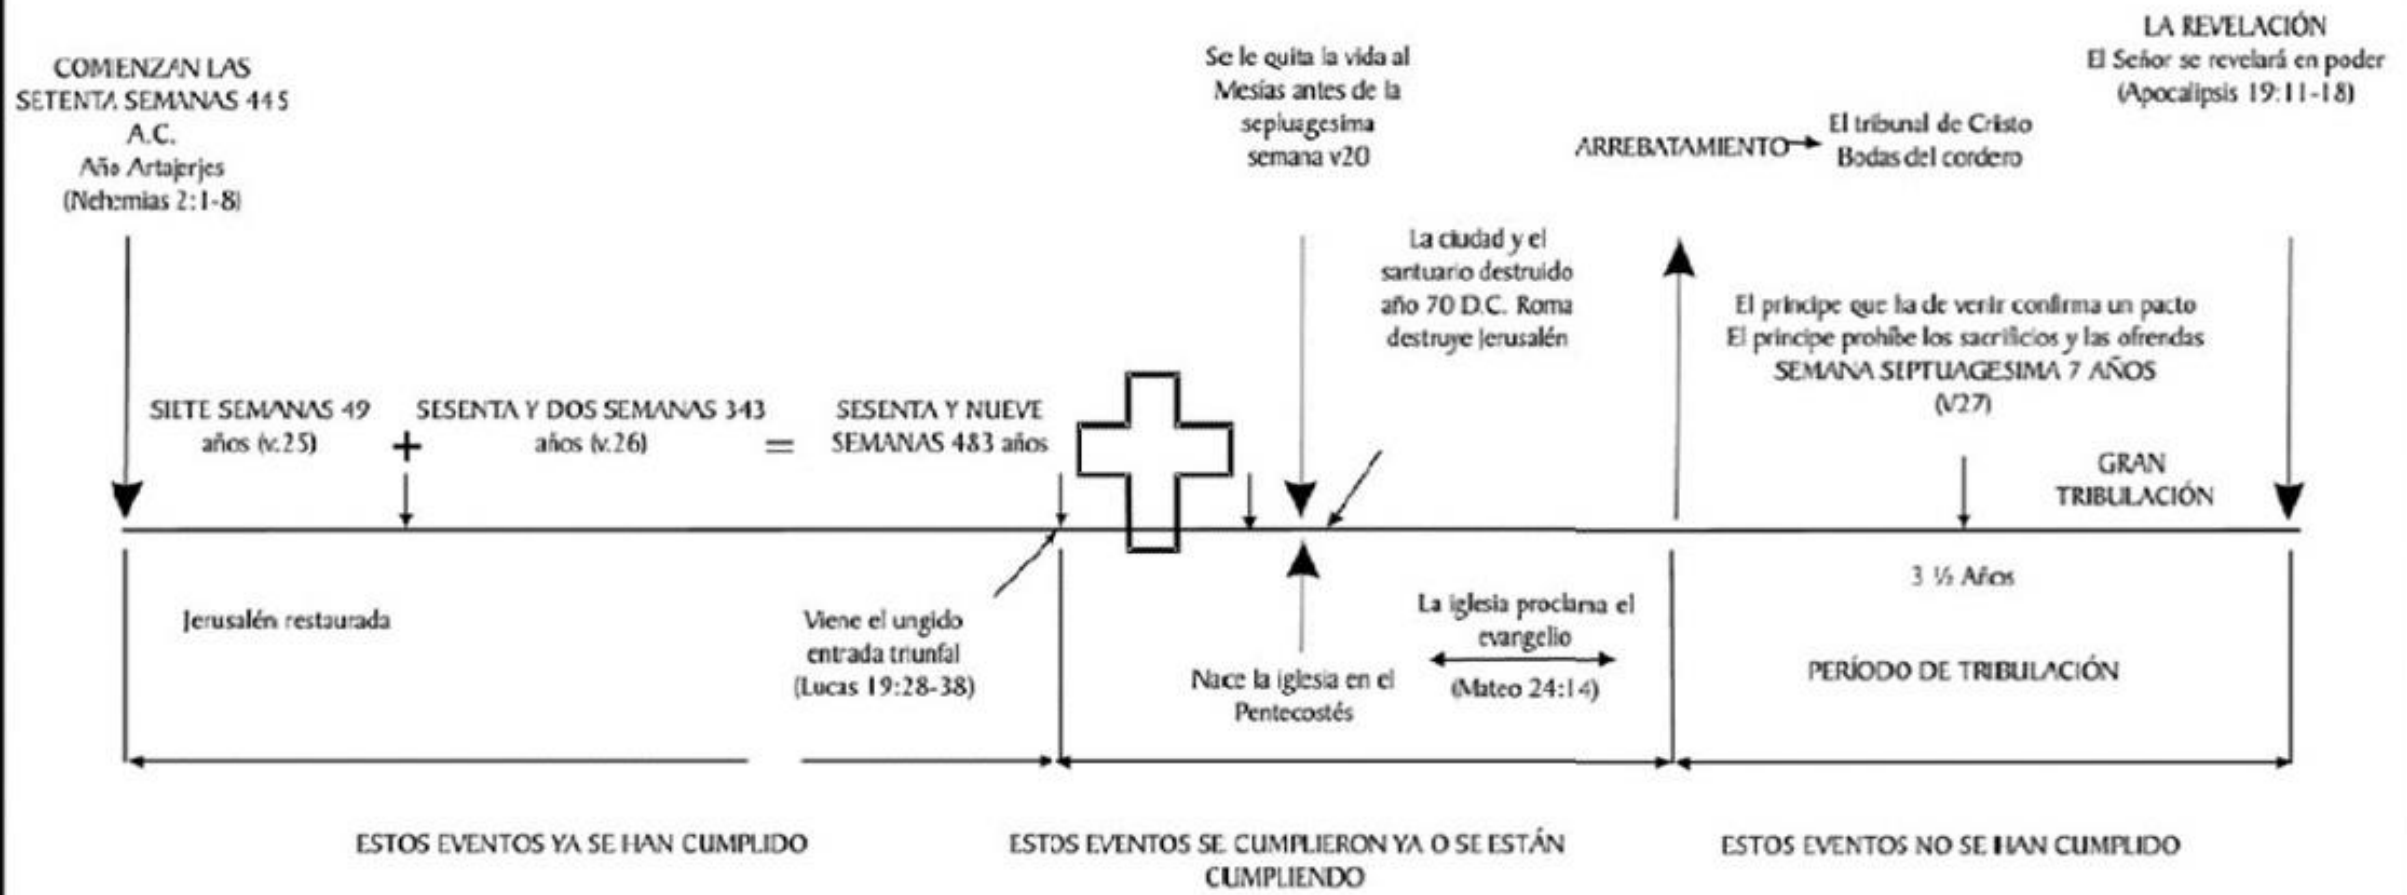 COMIENZAN LAS
SETENTA SEMANAS 445
A.C.
Año Artajerjes
(Nehemias 2:1-8)
Se le quita la vida al
Mesías antes de la
sepluagesima
semana v20
ARREBATAMIENTO
El tribunal de Cristo
Bodas del cordero
LA REVELACIÓN
El Señor se revelará en poder
(Apocalipsis 19:11-18)
La ciudad y el
santuario destruido
año 70 D.C. Roma
destruye Jerusalén
El principe que ha de venir confirma un pacto
El principe prohíbe los sacrificios y las ofrendas
SEMANA SEPTUAGESIMA 7 AÑOS
(V27)
SIETE SEMANAS 49
años (v.25)
+
SESENTA Y DOS SEMANAS 343
años (v.26)
=
SESENTA Y NUEVE
SEMANAS 483 años
GRAN
TRIBULACIÓN
Jerusalén restaurada
Viene el ungido
entrada triunfal
(Lucas 19:28-38)
Nace la iglesia en el
Pentecostés
La iglesia proclama el
evangelio
(Mateo 24:14)
3 ½ Años
PERÍODO DE TRIBULACIÓN
ESTOS EVENTOS YA SE HAN CUMPLIDO
ESTOS EVENTOS SE CUMPLIERON YA O SE ESTÁN
CUMPLIENDO
ESTOS EVENTOS NO SE HAN CUMPLIDO